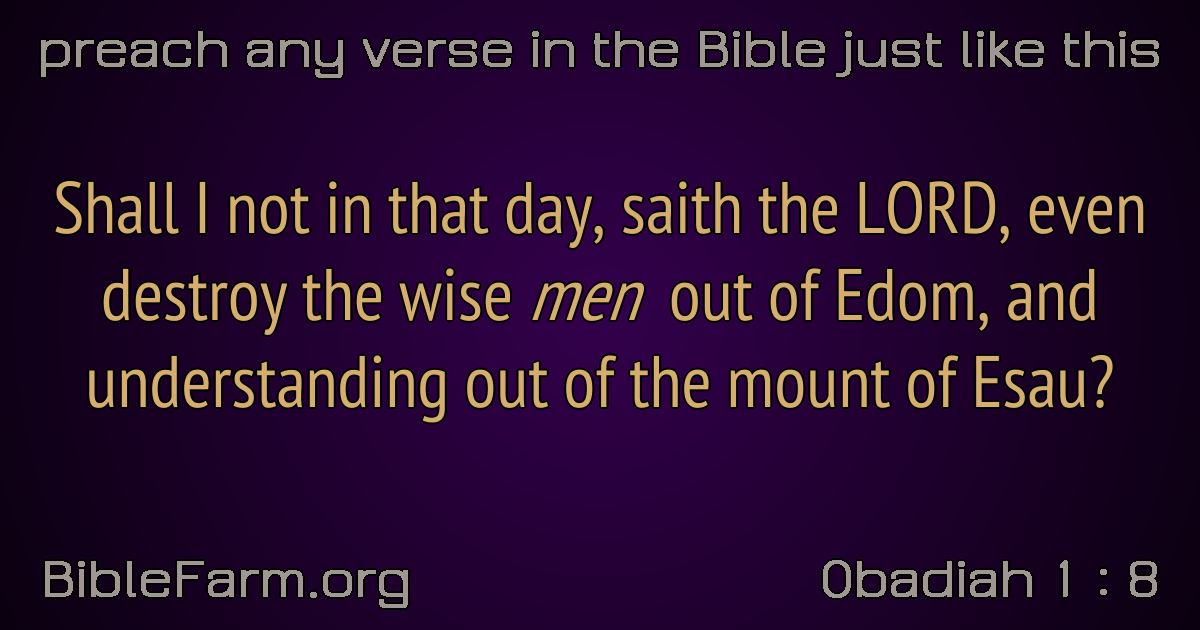 preach any verse in the Bible just like this
Shall I not in that day, saith the LORD, even
destroy the wise men out of Edom, and
understanding out of the mount of Esau?
BibleFarm.org
Obadiah 1 : 8